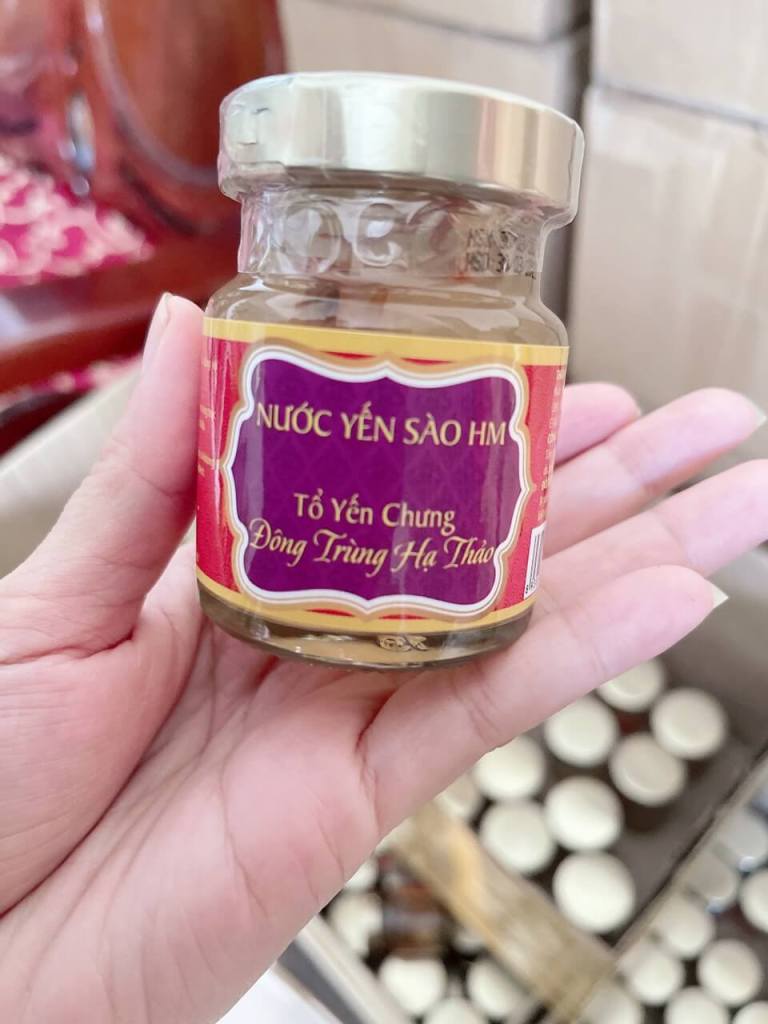 NƯỚC YẾN SÀO HM
Tổ Yến Chưng
Đông Trùng Hạ Thảo